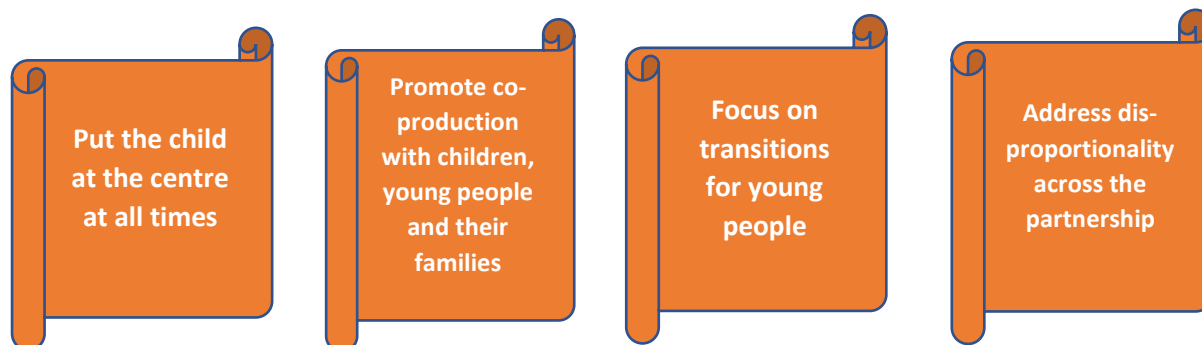 Put the child
at the centre
at all times
Promote co-
production
with children,
young people
and their
families
Focus on
transitions
for young
people
Address dis-
proportionality
across the
partnership